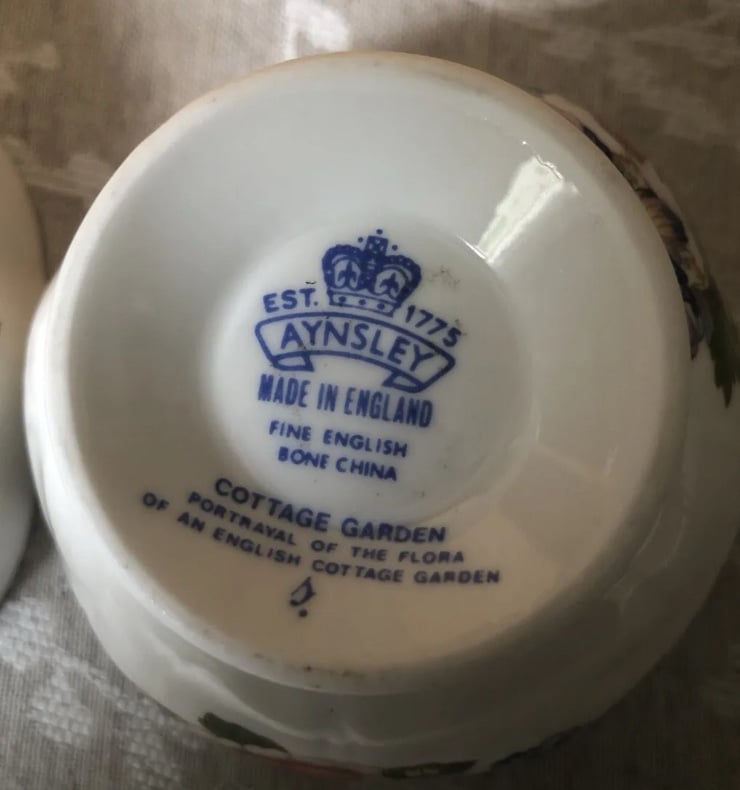 EST. 1775
AYNSLEY
MADE IN ENGLAND
FINE ENGLISH
BONE CHINA
COTTAGE GARDEN
PORTRAYAL OF THE FLORA
OF AN ENGLISH COTTAGE GARDEN